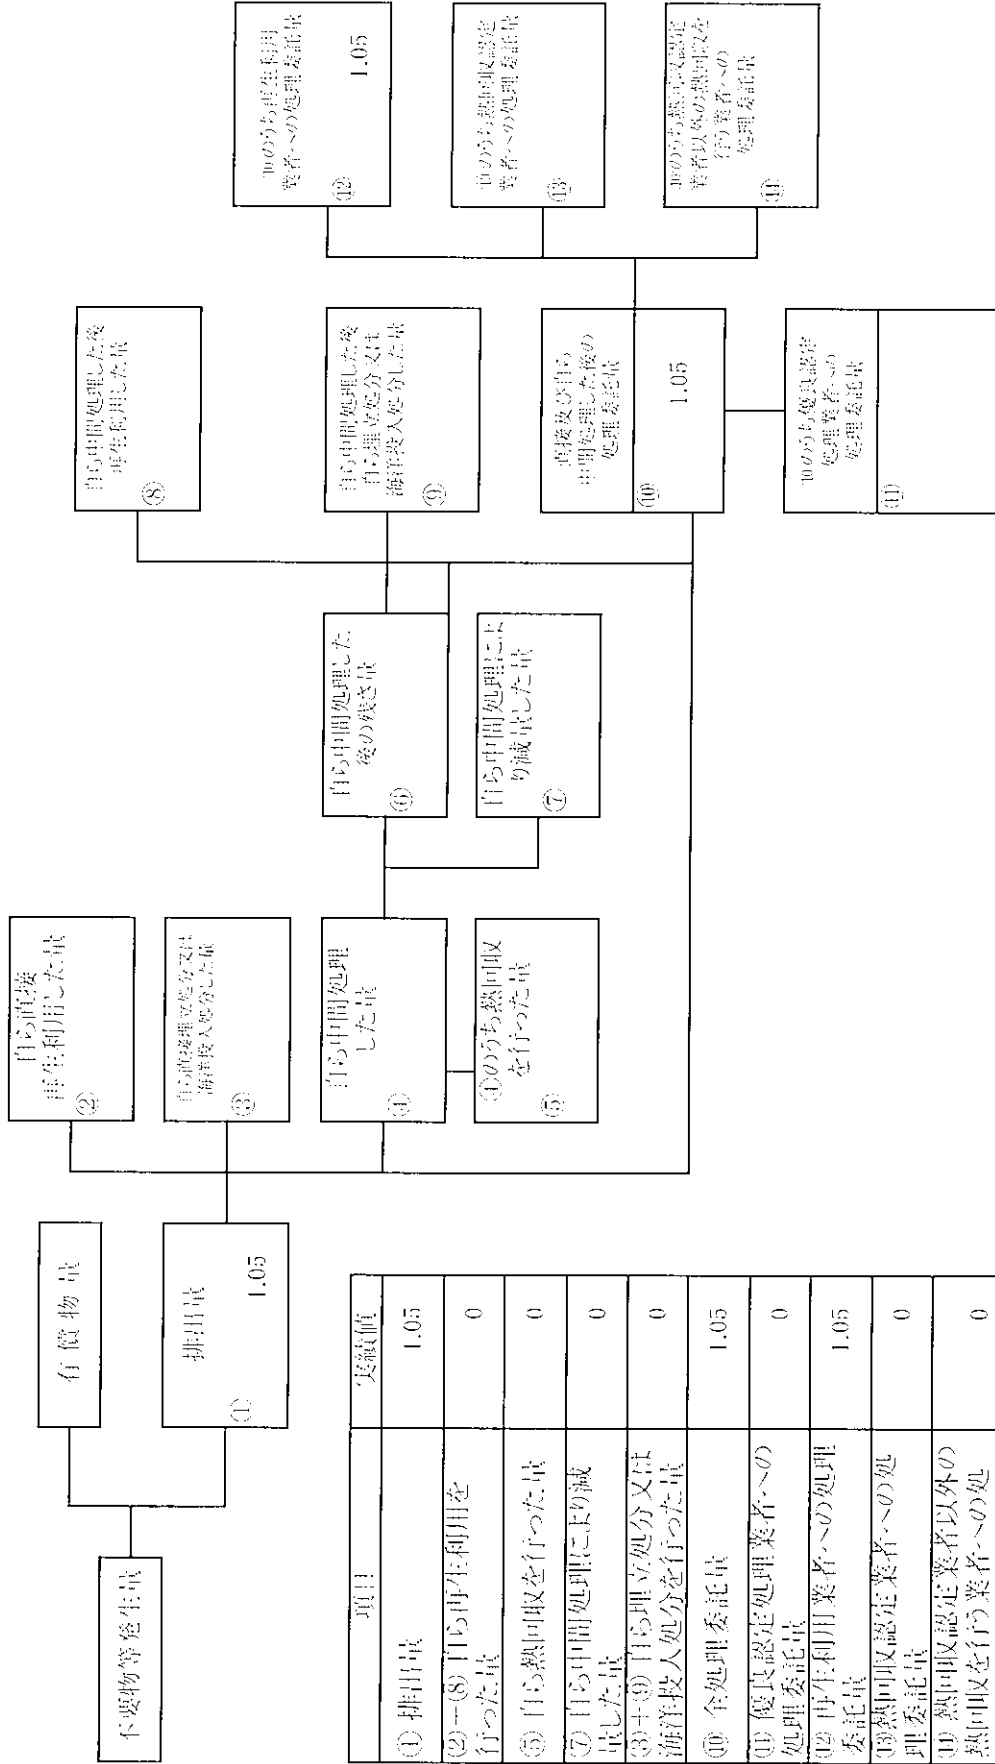 不要物等発生量
有償物量
排出量
①
1.05
自ら直接
再生利用した量
②
自ら直接埋立処分又は
海洋投入処分した量
③
自ら中間処理
した量
④
④のうち熱回収
を行った量
⑤
自ら中間処理した
後の残さ量
⑥
自ら中間処理によ
り減量した量
⑦
自ら中間処理した後
再生利用した量
⑧
自ら中間処理した後
自ら埋立処分又は
海洋投入処分した量
⑨
直接及び自ら
中間処理した後の
処理委託量
⑩
1.05
⑩のうち優良認定
処理業者への
処理委託量
⑪
⑩のうち再生利用
業者への処理委託量
⑫
1.05
⑩のうち熱回収認定
業者への処理委託量
⑬
⑩のうち熱回収認定
業者以外の熱回収を
行う業者への
処理委託量
⑭
項目 実績値
① 排出量 1.05
②+⑧ 自ら再生利用を
行った量 0
⑤ 自ら熱回収を行った量 0
⑦ 自ら中間処理により減
量した量 0
③+⑨ 自ら埋立処分又は
海洋投入処分を行った量 0
⑩ 全処理委託量 1.05
⑪ 優良認定処理業者への
処理委託量 0
⑫ 再生利用業者への処理
委託量 1.05
⑬熱回収認定業者への処
理委託量 0
⑭ 熱回収認定業者以外の
熱回収を行う業者への処 0